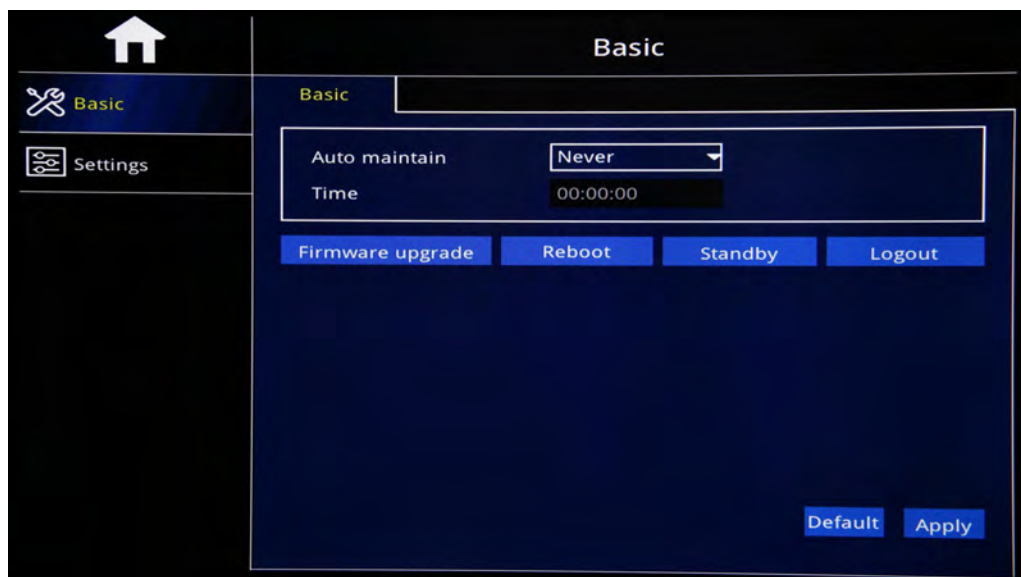 Basic
Basic
Settings
Basic
Auto maintain Never
Time 00:00:00
Firmware upgrade Reboot Standby Logout
Default Apply